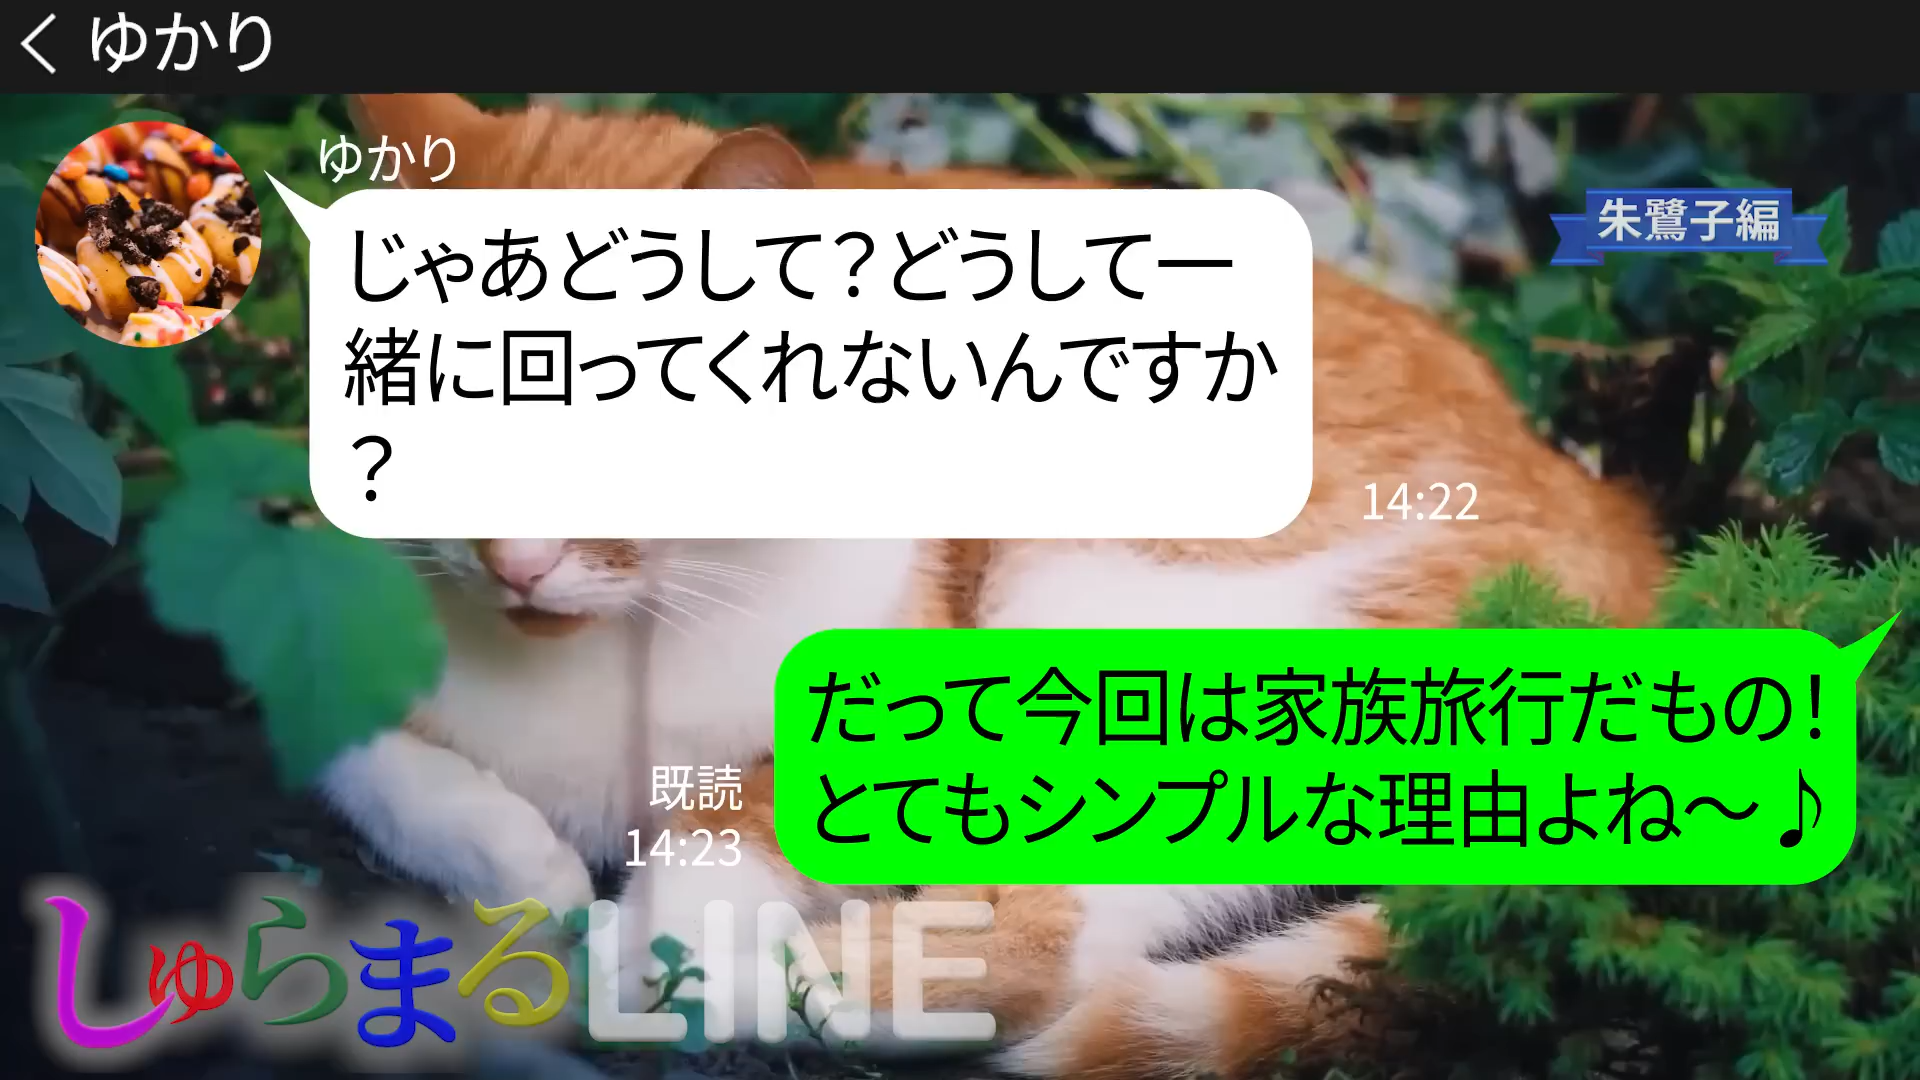 ゆかり
ゆかり
朱鷺子編
じゃあどうして？どうして一
緒に回ってくれないんですか
？
14:22
だって今回は家族旅行だもの！
とてもシンプルな理由よね～♪
既読
14:23
しゅらまるLINE